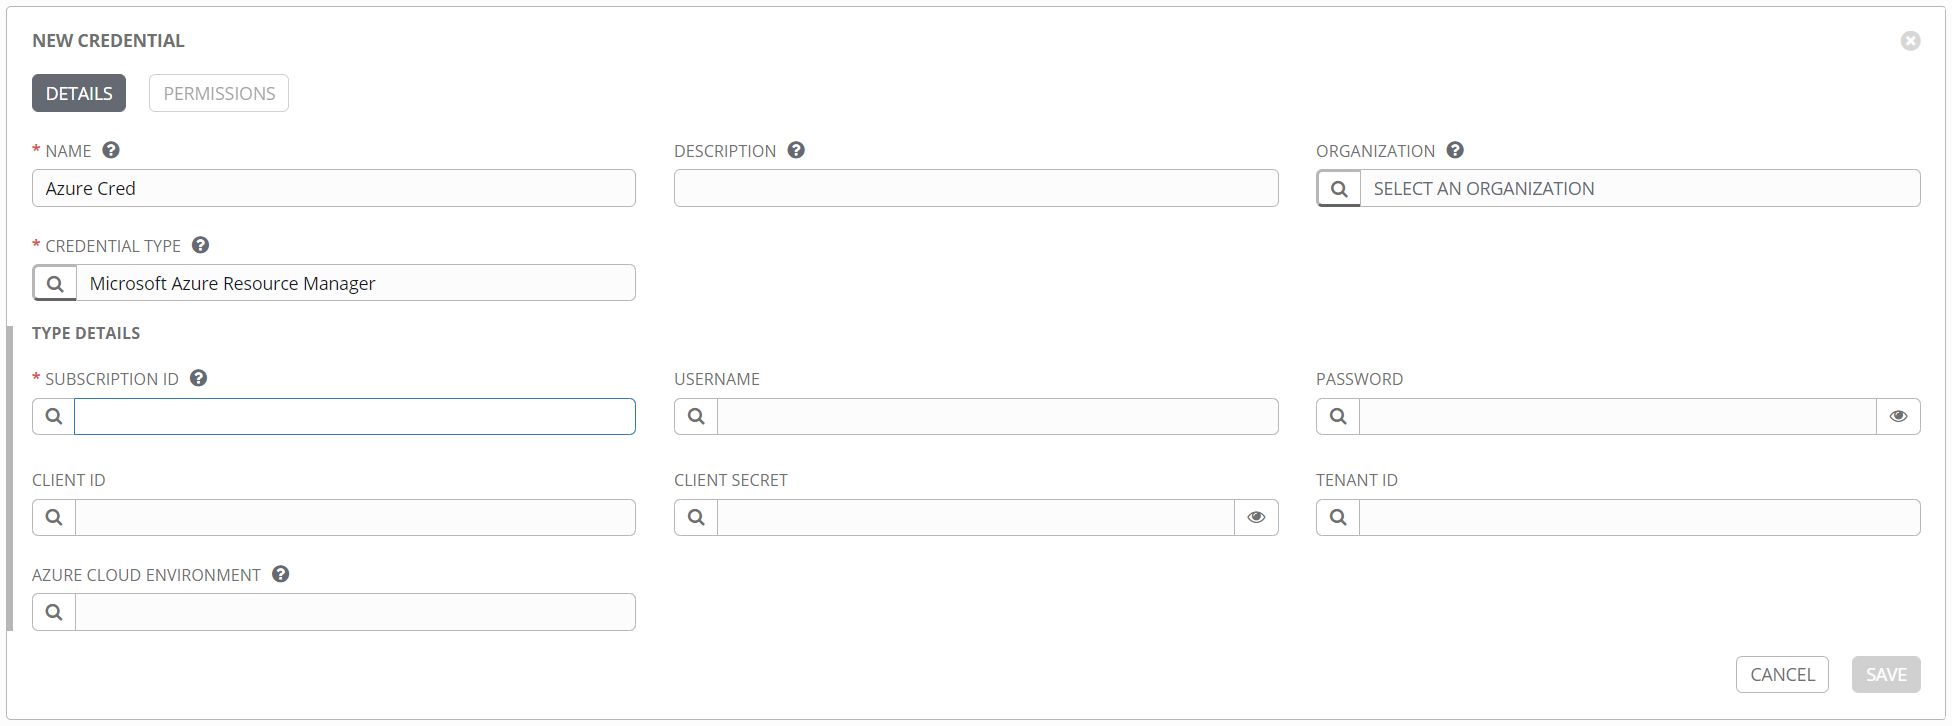 NEW CREDENTIAL
DETAILS PERMISSIONS
* NAME ? DESCRIPTION ? ORGANIZATION ?
Azure Cred SELECT AN ORGANIZATION
* CREDENTIAL TYPE ?
Microsoft Azure Resource Manager
TYPE DETAILS
* SUBSCRIPTION ID ? USERNAME PASSWORD
CLIENT ID CLIENT SECRET TENANT ID
AZURE CLOUD ENVIRONMENT ?
CANCEL SAVE